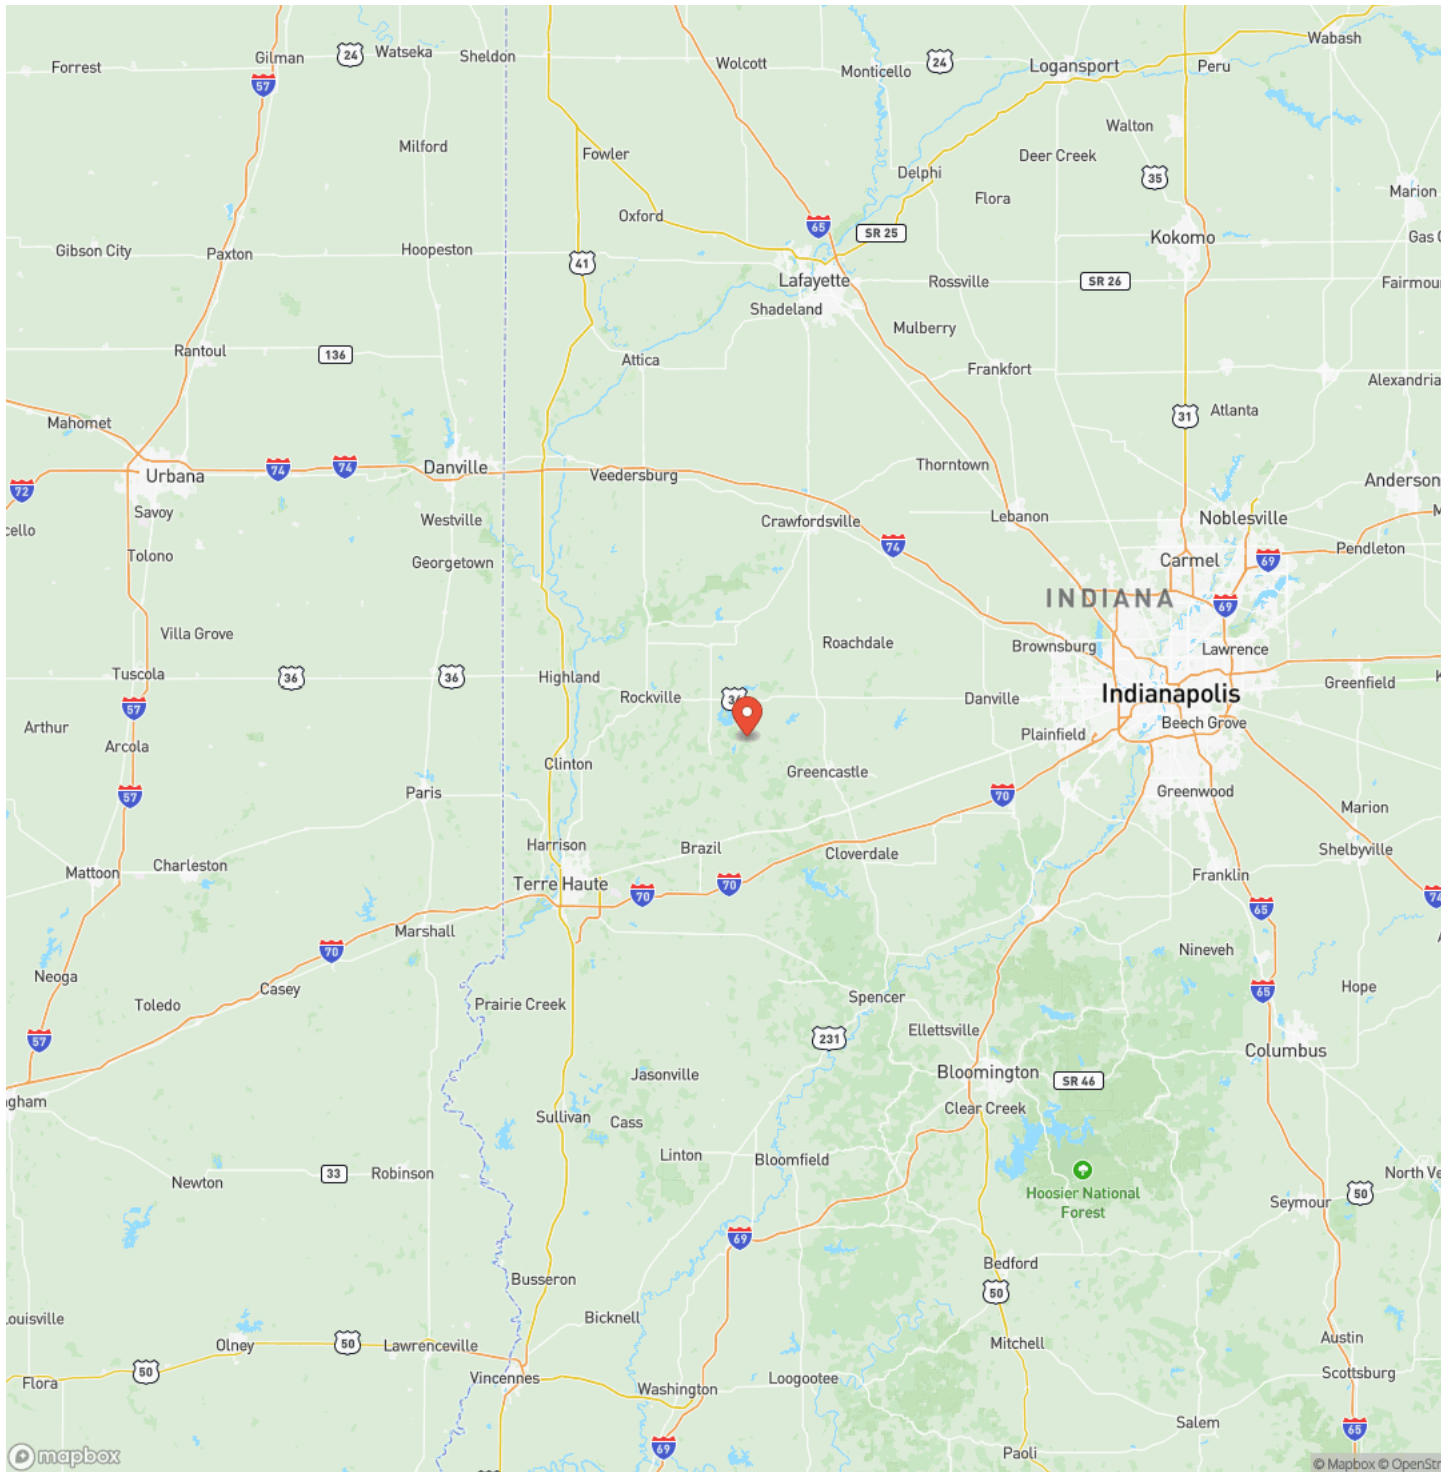 Wabash
Gilman
24
Watseka
Sheldon
Wolcott
Monticello
24
Logansport
Peru
Forrest
57
Walton
Milford
Fowler
Deer Creek
Delphi
35
Marion
Flora
Oxford
65
SR 25
Kokomo
Gas C
Gibson City
Paxton
Hoopeston
41
Lafayette
Rossville
SR 26
Fairmou
Shadeland
Mulberry
Rantoul
136
Attica
Frankfort
Alexandria
Mahomet
31
Atlanta
Urbana
74
74
Danville
Veedersburg
Thorntown
Anderson
72
Savoy
Westville
Crawfordsville
Lebanon
Noblesville
cello
74
Tolono
Georgetown
Carmel
69
Pendleton
INDIANA
69
Villa Grove
Roachdale
Brownsburg
Lawrence
Tuscola
36
36
Highland
Rockville
36
Danville
Indianapolis
Greenfield
57
Arthur
Arcola
Plainfield
Beech Grove
Clinton
Greencastle
57
Paris
70
Greenwood
Marion
Harrison
Brazil
Cloverdale
Shelbyville
Mattoon
Charleston
Terre Haute
70
70
Franklin
74
65
Marshall
70
Nineveh
Neoga
Casey
65
Hope
Toledo
Prairie Creek
Spencer
57
231
Ellettsville
Columbus
Jasonville
Bloomington
SR 46
ngham
Sullivan
Cass
Clear Creek
Linton
Bloomfield
33
Robinson
Newton
North Ve
Hoosier National
Forest
Seymour
50
69
Busseron
Bedford
50
Bicknell
ouisville
Olney
50
Lawrenceville
Mitchell
Austin
50
Flora
Vincennes
Washington
Loogootee
Scottsburg
Salem
65
69
Paoli
mapbox
© Mapbox © OpenStr